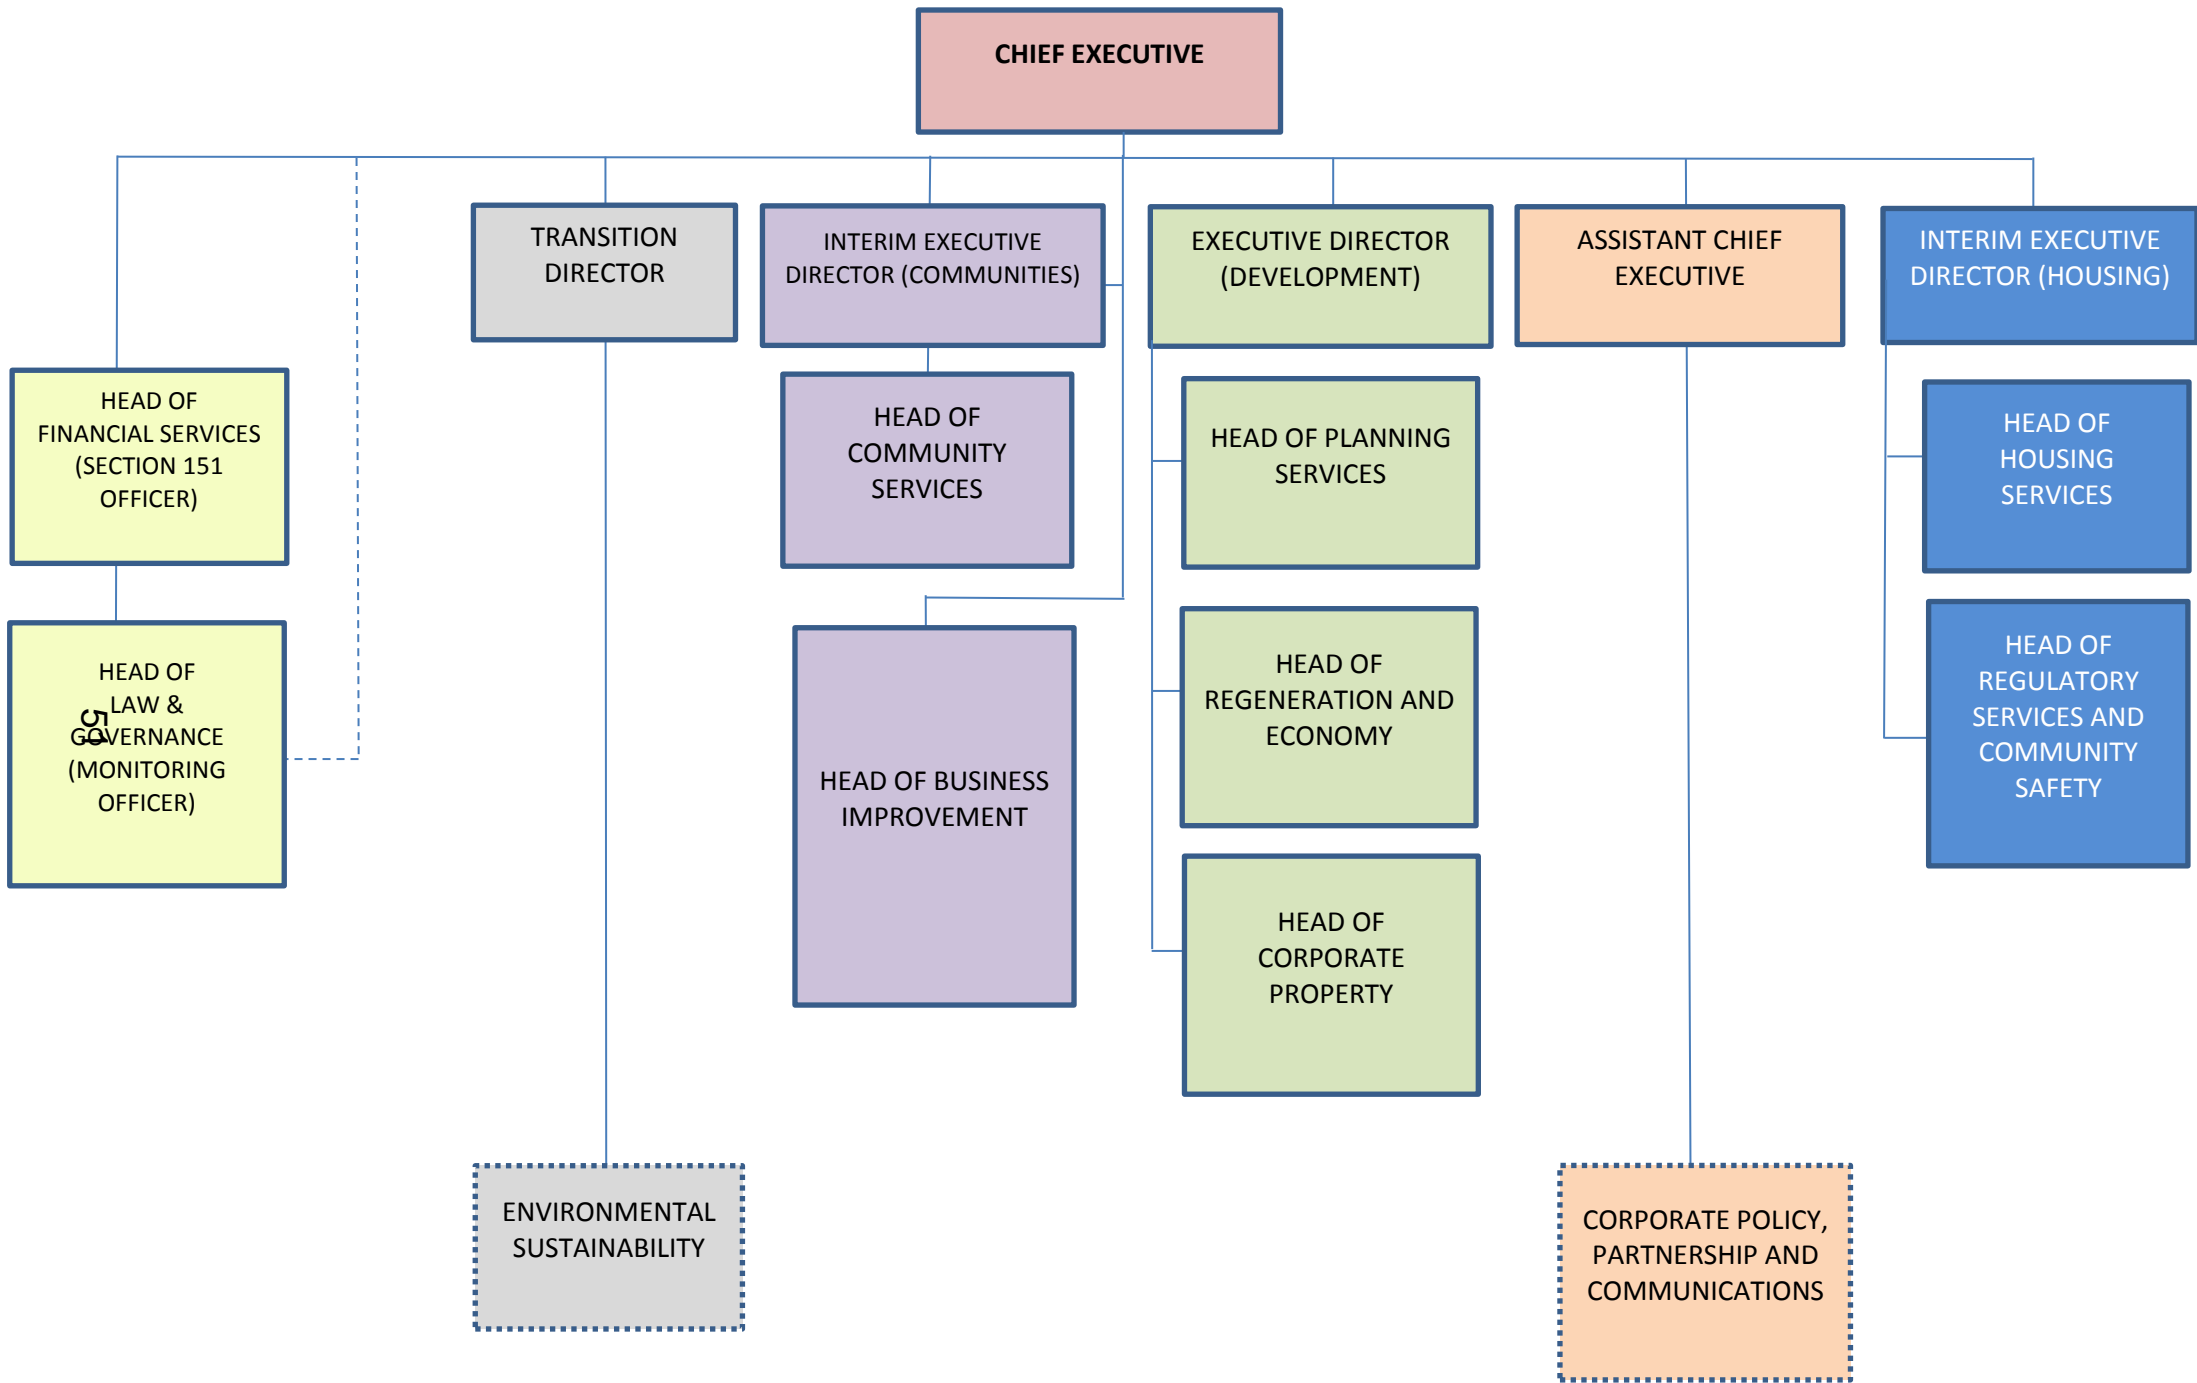 CHIEF EXECUTIVE
TRANSITION
DIRECTOR
INTERIM EXECUTIVE
DIRECTOR (COMMUNITIES)
EXECUTIVE DIRECTOR
(DEVELOPMENT)
ASSISTANT CHIEF
EXECUTIVE
INTERIM EXECUTIVE
DIRECTOR (HOUSING)
HEAD OF
FINANCIAL SERVICES
(SECTION 151
OFFICER)
HEAD OF
COMMUNITY
SERVICES
HEAD OF PLANNING
SERVICES
HEAD OF
HOUSING
SERVICES
HEAD OF
LAW &
GOVERNANCE
(MONITORING
OFFICER)
51
HEAD OF BUSINESS
IMPROVEMENT
HEAD OF
REGENERATION AND
ECONOMY
HEAD OF
REGULATORY
SERVICES AND
COMMUNITY
SAFETY
HEAD OF
CORPORATE
PROPERTY
ENVIRONMENTAL
SUSTAINABILITY
CORPORATE POLICY,
PARTNERSHIP AND
COMMUNICATIONS